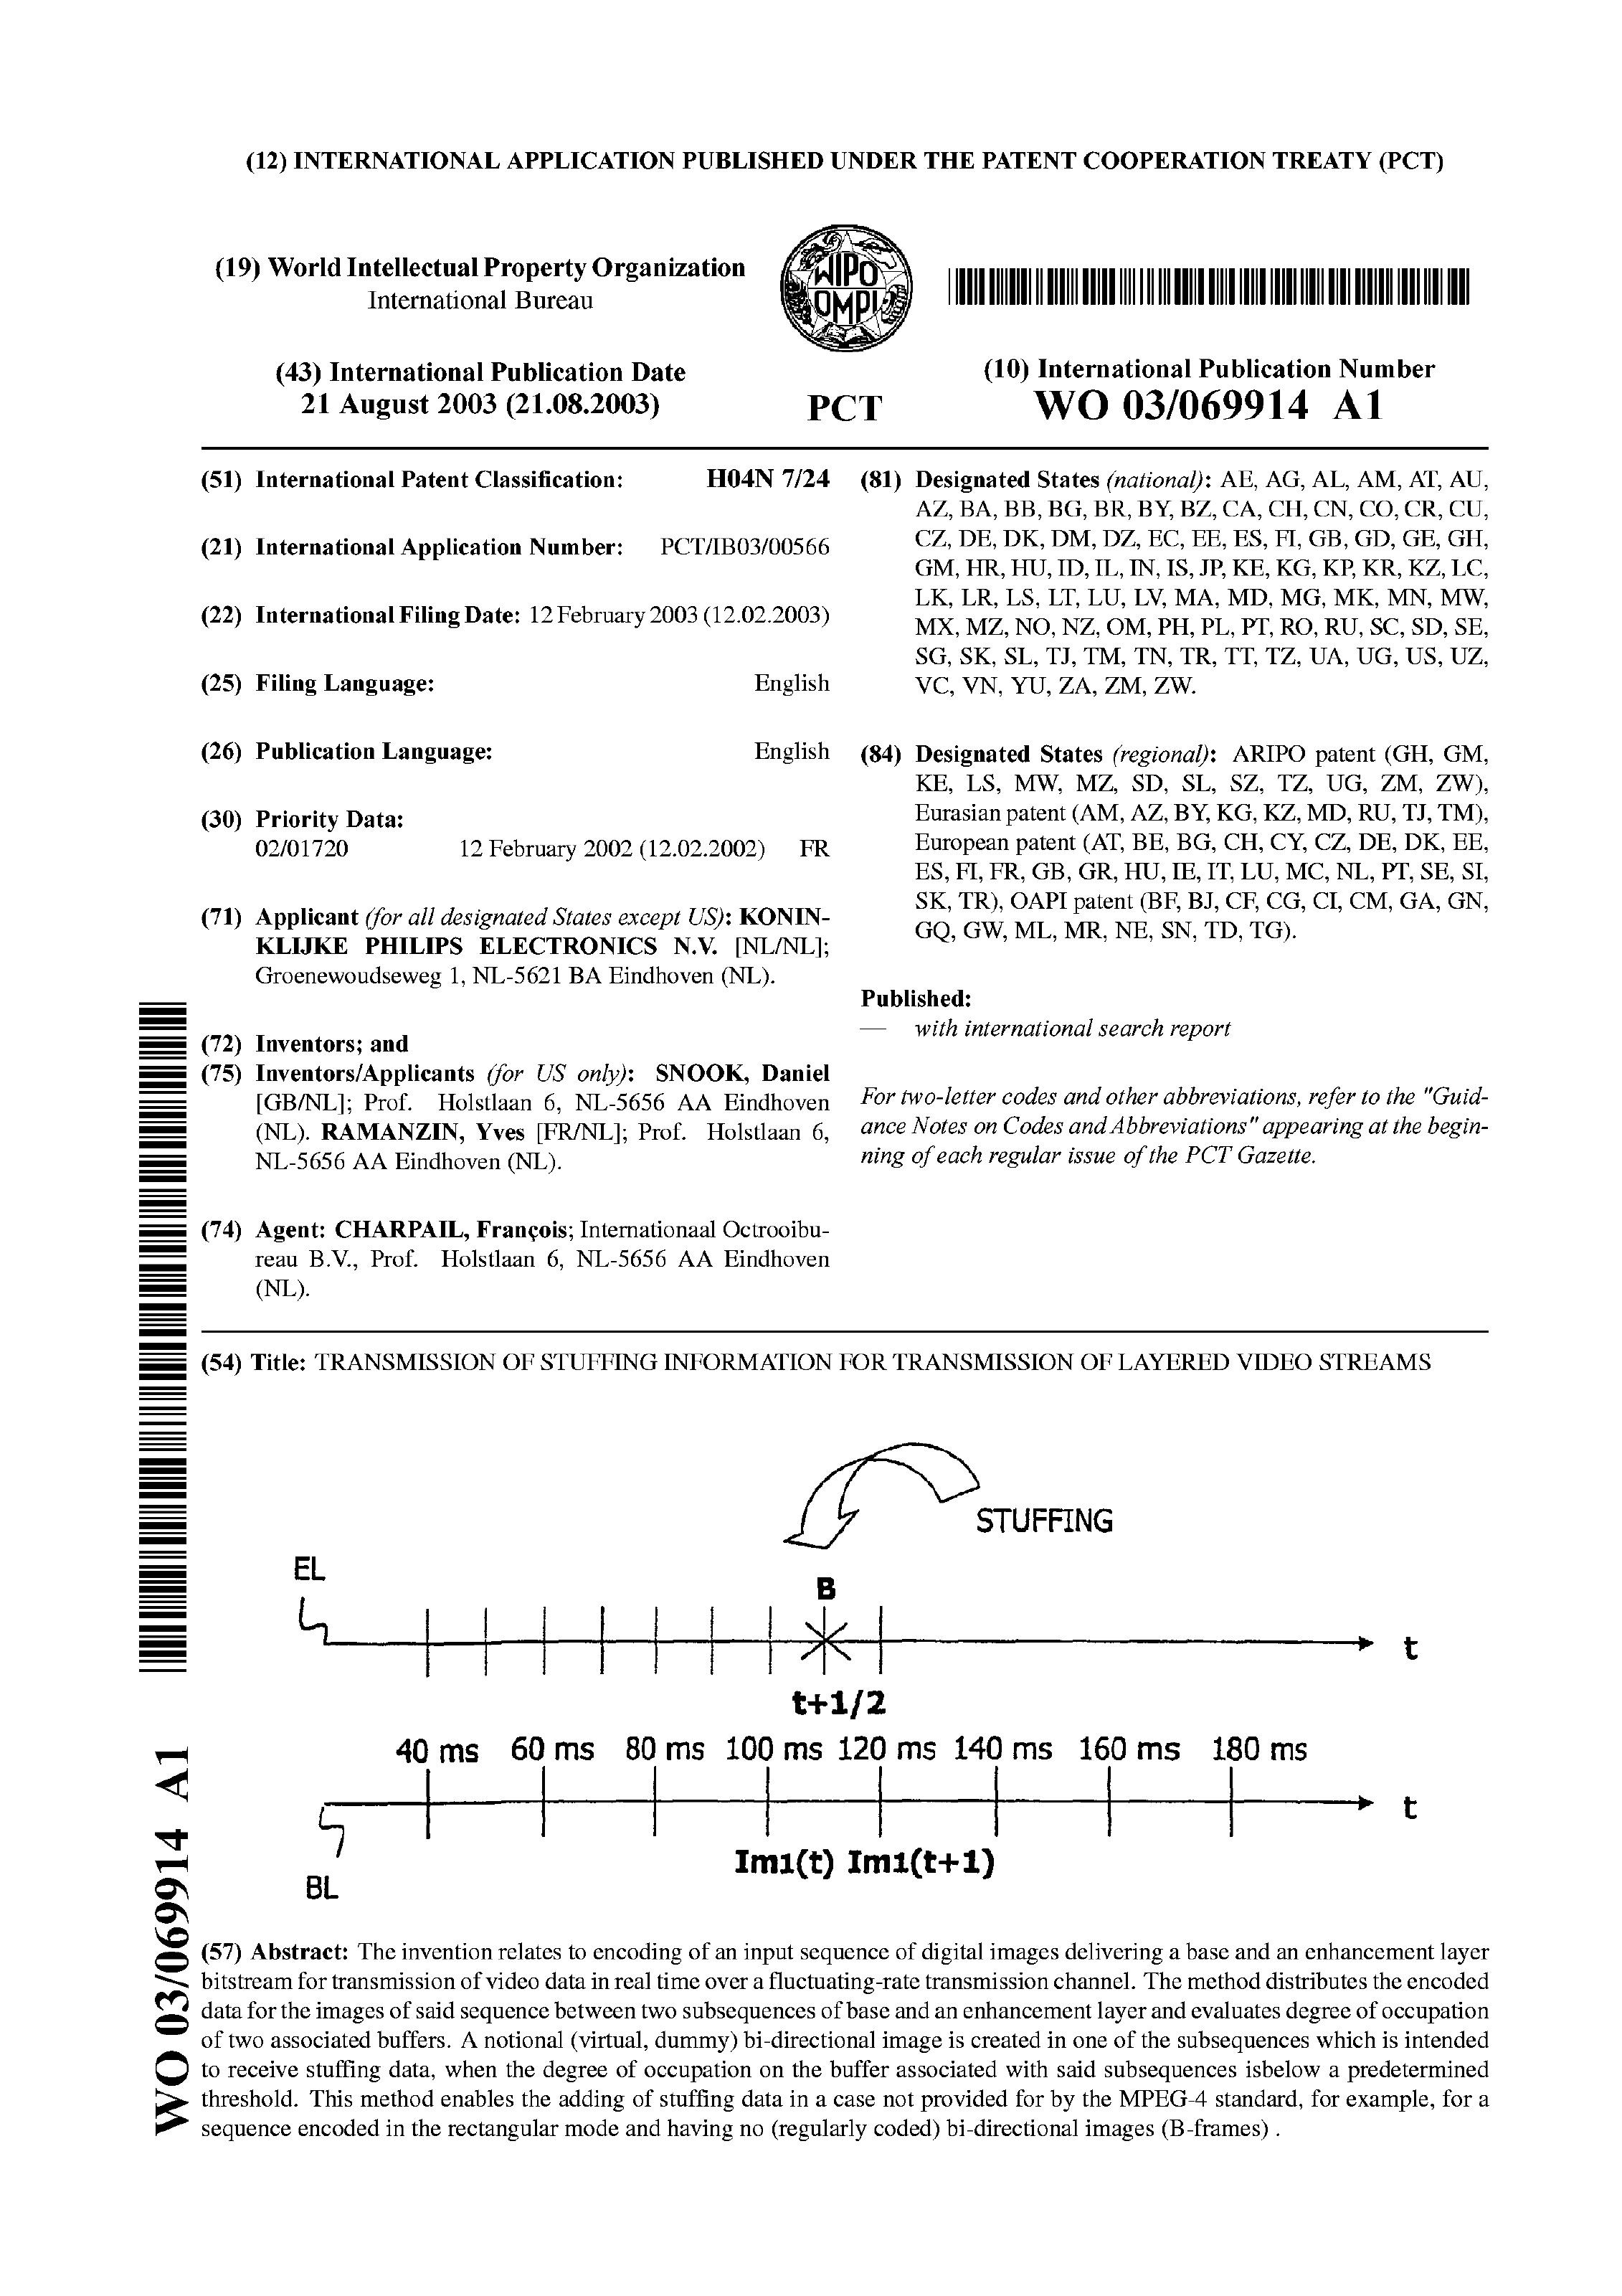 (12) INTERNATIONAL APPLICATION PUBLISHED UNDER THE PATENT COOPERATION TREATY (PCT)
(19) World Intellectual Property Organization
International Bureau
WIPO
OMPI
(43) International Publication Date
21 August 2003 (21.08.2003)
PCT
(10) International Publication Number
WO 03/069914 A1
(51) International Patent Classification: H04N 7/24
(21) International Application Number: PCT/IB03/00566
(22) International Filing Date: 12 February 2003 (12.02.2003)
(25) Filing Language: English
(26) Publication Language: English
(30) Priority Data:
02/01720 12 February 2002 (12.02.2002) FR
(71) Applicant (for all designated States except US): KONIN-
KLIJKE PHILIPS ELECTRONICS N.V. [NL/NL];
Groenewoudseweg 1, NL-5621 BA Eindhoven (NL).
(72) Inventors; and
(75) Inventors/Applicants (for US only): SNOOK, Daniel
[GB/NL]; Prof. Holstlaan 6, NL-5656 AA Eindhoven
(NL). RAMANZIN, Yves [FR/NL]; Prof. Holstlaan 6,
NL-5656 AA Eindhoven (NL).
(74) Agent: CHARPAIL, François; Internationaal Octrooibu-
reau B.V., Prof. Holstlaan 6, NL-5656 AA Eindhoven
(NL).
(81) Designated States (national): AE, AG, AL, AM, AT, AU,
AZ, BA, BB, BG, BR, BY, BZ, CA, CH, CN, CO, CR, CU,
CZ, DE, DK, DM, DZ, EC, EE, ES, FI, GB, GD, GE, GH,
GM, HR, HU, ID, IL, IN, IS, JP, KE, KG, KP, KR, KZ, LC,
LK, LR, LS, LT, LU, LV, MA, MD, MG, MK, MN, MW,
MX, MZ, NO, NZ, OM, PH, PL, PT, RO, RU, SC, SD, SE,
SG, SK, SL, TJ, TM, TN, TR, TT, TZ, UA, UG, US, UZ,
VC, VN, YU, ZA, ZM, ZW.
(84) Designated States (regional): ARIPO patent (GH, GM,
KE, LS, MW, MZ, SD, SL, SZ, TZ, UG, ZM, ZW),
Eurasian patent (AM, AZ, BY, KG, KZ, MD, RU, TJ, TM),
European patent (AT, BE, BG, CH, CY, CZ, DE, DK, EE,
ES, FI, FR, GB, GR, HU, IE, IT, LU, MC, NL, PT, SE, SI,
SK, TR), OAPI patent (BF, BJ, CF, CG, CI, CM, GA, GN,
GQ, GW, ML, MR, NE, SN, TD, TG).
Published:
— with international search report
For two-letter codes and other abbreviations, refer to the "Guid-
ance Notes on Codes and Abbreviations" appearing at the begin-
ning of each regular issue of the PCT Gazette.
(54) Title: TRANSMISSION OF STUFFING INFORMATION FOR TRANSMISSION OF LAYERED VIDEO STREAMS
STUFFING
EL
B
t
t+1/2
40 ms 60 ms 80 ms 100 ms 120 ms 140 ms 160 ms 180 ms
t
Im1(t) Im1(t+1)
BL
(57) Abstract: The invention relates to encoding of an input sequence of digital images delivering a base and an enhancement layer
bitstream for transmission of video data in real time over a fluctuating-rate transmission channel. The method distributes the encoded
data for the images of said sequence between two subsequences of base and an enhancement layer and evaluates degree of occupation
of two associated buffers. A notional (virtual, dummy) bi-directional image is created in one of the subsequences which is intended
to receive stuffing data, when the degree of occupation on the buffer associated with said subsequences isbelow a predetermined
threshold. This method enables the adding of stuffing data in a case not provided for by the MPEG-4 standard, for example, for a
sequence encoded in the rectangular mode and having no (regularly coded) bi-directional images (B-frames) .
WO 03/069914 A1